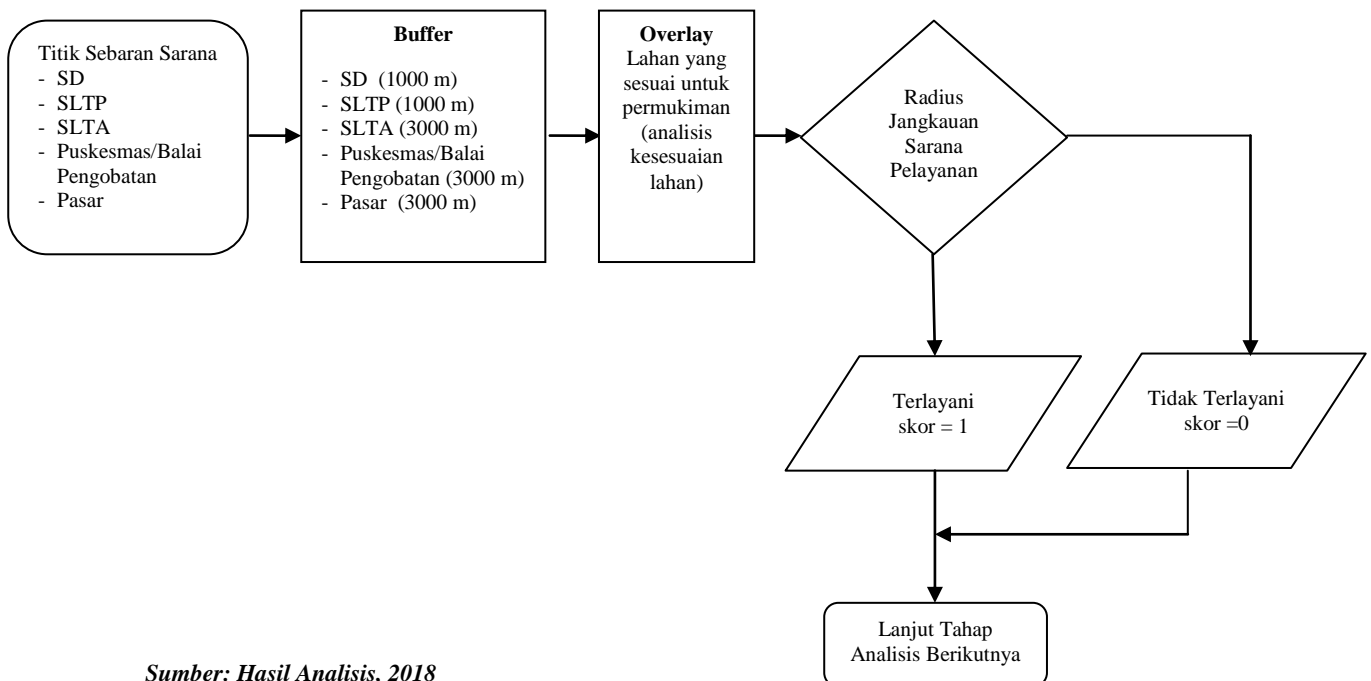 Titik Sebaran Sarana
- SD
- SLTP
- SLTA
- Puskesmas/Balai
Pengobatan
- Pasar
Buffer
- SD (1000 m)
- SLTP (1000 m)
- SLTA (3000 m)
- Puskesmas/Balai
Pengobatan (3000 m)
- Pasar (3000 m)
Overlay
Lahan yang
sesuai untuk
permukiman
(analisis
kesesuaian
lahan)
Radius
Jangkauan
Sarana
Pelayanan
Terlayani
skor = 1
Tidak Terlayani
skor =0
Lanjut Tahap
Analisis Berikutnya
Sumber: Hasil Analisis, 2018